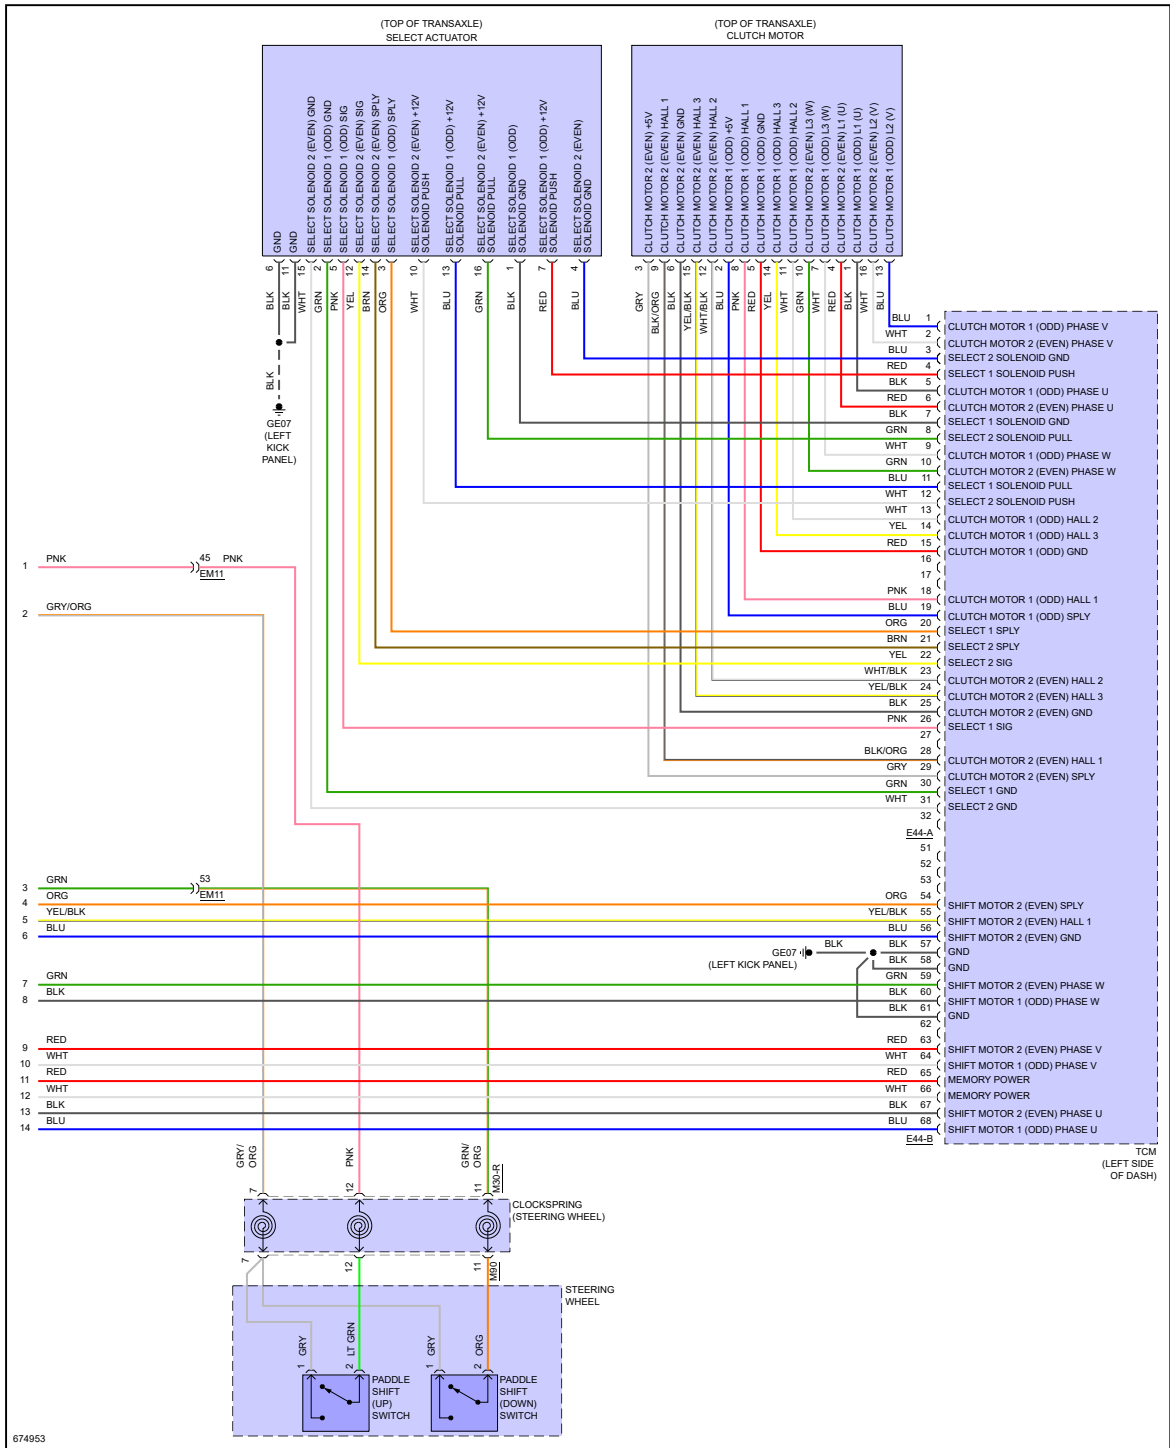 (TOP OF TRANSAXLE)
SELECT ACTUATOR
(TOP OF TRANSAXLE)
CLUTCH MOTOR
GND
GND
SELECT SOLENOID 2 (EVEN) GND
SELECT SOLENOID 1 (ODD) GND
SELECT SOLENOID 1 (ODD) SIG
SELECT SOLENOID 2 (EVEN) SIG
SELECT SOLENOID 2 (EVEN) SPLY
SELECT SOLENOID 1 (ODD) SPLY
SELECT SOLENOID 2 (EVEN) +12V
SOLENOID PUSH
SELECT SOLENOID 1 (ODD) +12V
SOLENOID PULL
SELECT SOLENOID 2 (EVEN) +12V
SOLENOID PULL
SELECT SOLENOID 1 (ODD)
SOLENOID GND
SELECT SOLENOID 1 (ODD) +12V
SOLENOID PUSH
SELECT SOLENOID 2 (EVEN)
SOLENOID GND
CLUTCH MOTOR 2 (EVEN) +5V
CLUTCH MOTOR 2 (EVEN) HALL 1
CLUTCH MOTOR 2 (EVEN) GND
CLUTCH MOTOR 2 (EVEN) HALL 3
CLUTCH MOTOR 2 (EVEN) HALL 2
CLUTCH MOTOR 1 (ODD) +5V
CLUTCH MOTOR 1 (ODD) HALL 1
CLUTCH MOTOR 1 (ODD) GND
CLUTCH MOTOR 1 (ODD) HALL 3
CLUTCH MOTOR 1 (ODD) HALL 2
CLUTCH MOTOR 2 (EVEN) L3 (W)
CLUTCH MOTOR 1 (ODD) L3 (W)
CLUTCH MOTOR 2 (EVEN) L1 (U)
CLUTCH MOTOR 1 (ODD) L1 (U)
CLUTCH MOTOR 2 (EVEN) L2 (V)
CLUTCH MOTOR 1 (ODD) L2 (V)
6 11 15 2 5 12 14 3 10 13 16 1 7 4
3 9 6 15 12 2 8 5 14 11 10 7 4 1 16 13
BLK BLK WHT GRN PNK YEL BRN ORG WHT BLU GRN BLK RED BLU
GRY BLK/ORG BLK YEL/BLK WHT/BLK BLU PNK RED YEL WHT GRN WHT RED BLK WHT BLU
BLK
GE07
(LEFT
KICK
PANEL)
BLU 1 CLUTCH MOTOR 1 (ODD) PHASE V
WHT 2 CLUTCH MOTOR 2 (EVEN) PHASE V
BLU 3 SELECT 2 SOLENOID GND
RED 4 SELECT 1 SOLENOID PUSH
BLK 5 CLUTCH MOTOR 1 (ODD) PHASE U
RED 6 CLUTCH MOTOR 2 (EVEN) PHASE U
BLK 7 SELECT 1 SOLENOID GND
GRN 8 SELECT 2 SOLENOID PULL
WHT 9 CLUTCH MOTOR 1 (ODD) PHASE W
GRN 10 CLUTCH MOTOR 2 (EVEN) PHASE W
BLU 11 SELECT 1 SOLENOID PULL
WHT 12 SELECT 2 SOLENOID PUSH
WHT 13 CLUTCH MOTOR 1 (ODD) HALL 2
YEL 14 CLUTCH MOTOR 1 (ODD) HALL 3
RED 15 CLUTCH MOTOR 1 (ODD) GND
16
17
PNK 18 CLUTCH MOTOR 1 (ODD) HALL 1
BLU 19 CLUTCH MOTOR 1 (ODD) SPLY
ORG 20 SELECT 1 SPLY
BRN 21 SELECT 2 SPLY
YEL 22 SELECT 2 SIG
WHT/BLK 23 CLUTCH MOTOR 2 (EVEN) HALL 2
YEL/BLK 24 CLUTCH MOTOR 2 (EVEN) HALL 3
BLK 25 CLUTCH MOTOR 2 (EVEN) GND
PNK 26 SELECT 1 SIG
27
BLK/ORG 28 CLUTCH MOTOR 2 (EVEN) HALL 1
GRY 29 CLUTCH MOTOR 2 (EVEN) SPLY
GRN 30 SELECT 1 GND
WHT 31 SELECT 2 GND
32
E44-A
1 PNK 45 PNK
EM11
2 GRY/ORG
51
52
53
3 GRN 53
EM11
4 ORG ORG 54 SHIFT MOTOR 2 (EVEN) SPLY
5 YEL/BLK YEL/BLK 55 SHIFT MOTOR 2 (EVEN) HALL 1
6 BLU BLU 56 SHIFT MOTOR 2 (EVEN) GND
GE07 BLK BLK 57 GND
(LEFT KICK PANEL) BLK 58 GND
7 GRN GRN 59 SHIFT MOTOR 2 (EVEN) PHASE W
8 BLK BLK 60 SHIFT MOTOR 1 (ODD) PHASE W
BLK 61 GND
62
9 RED RED 63 SHIFT MOTOR 2 (EVEN) PHASE V
10 WHT WHT 64 SHIFT MOTOR 1 (ODD) PHASE V
11 RED RED 65 MEMORY POWER
12 WHT WHT 66 MEMORY POWER
13 BLK BLK 67 SHIFT MOTOR 2 (EVEN) PHASE U
14 BLU BLU 68 SHIFT MOTOR 1 (ODD) PHASE U
E44-B
TCM
(LEFT SIDE
OF DASH)
GRY/
ORG
PNK
GRN/
ORG
7 12 11 M30-R
CLOCKSPRING
(STEERING WHEEL)
7 12 11 M90
STEERING
WHEEL
GRY LT GRN GRY ORG
1 2 1 2
PADDLE
SHIFT
(UP)
SWITCH
PADDLE
SHIFT
(DOWN)
SWITCH
674953